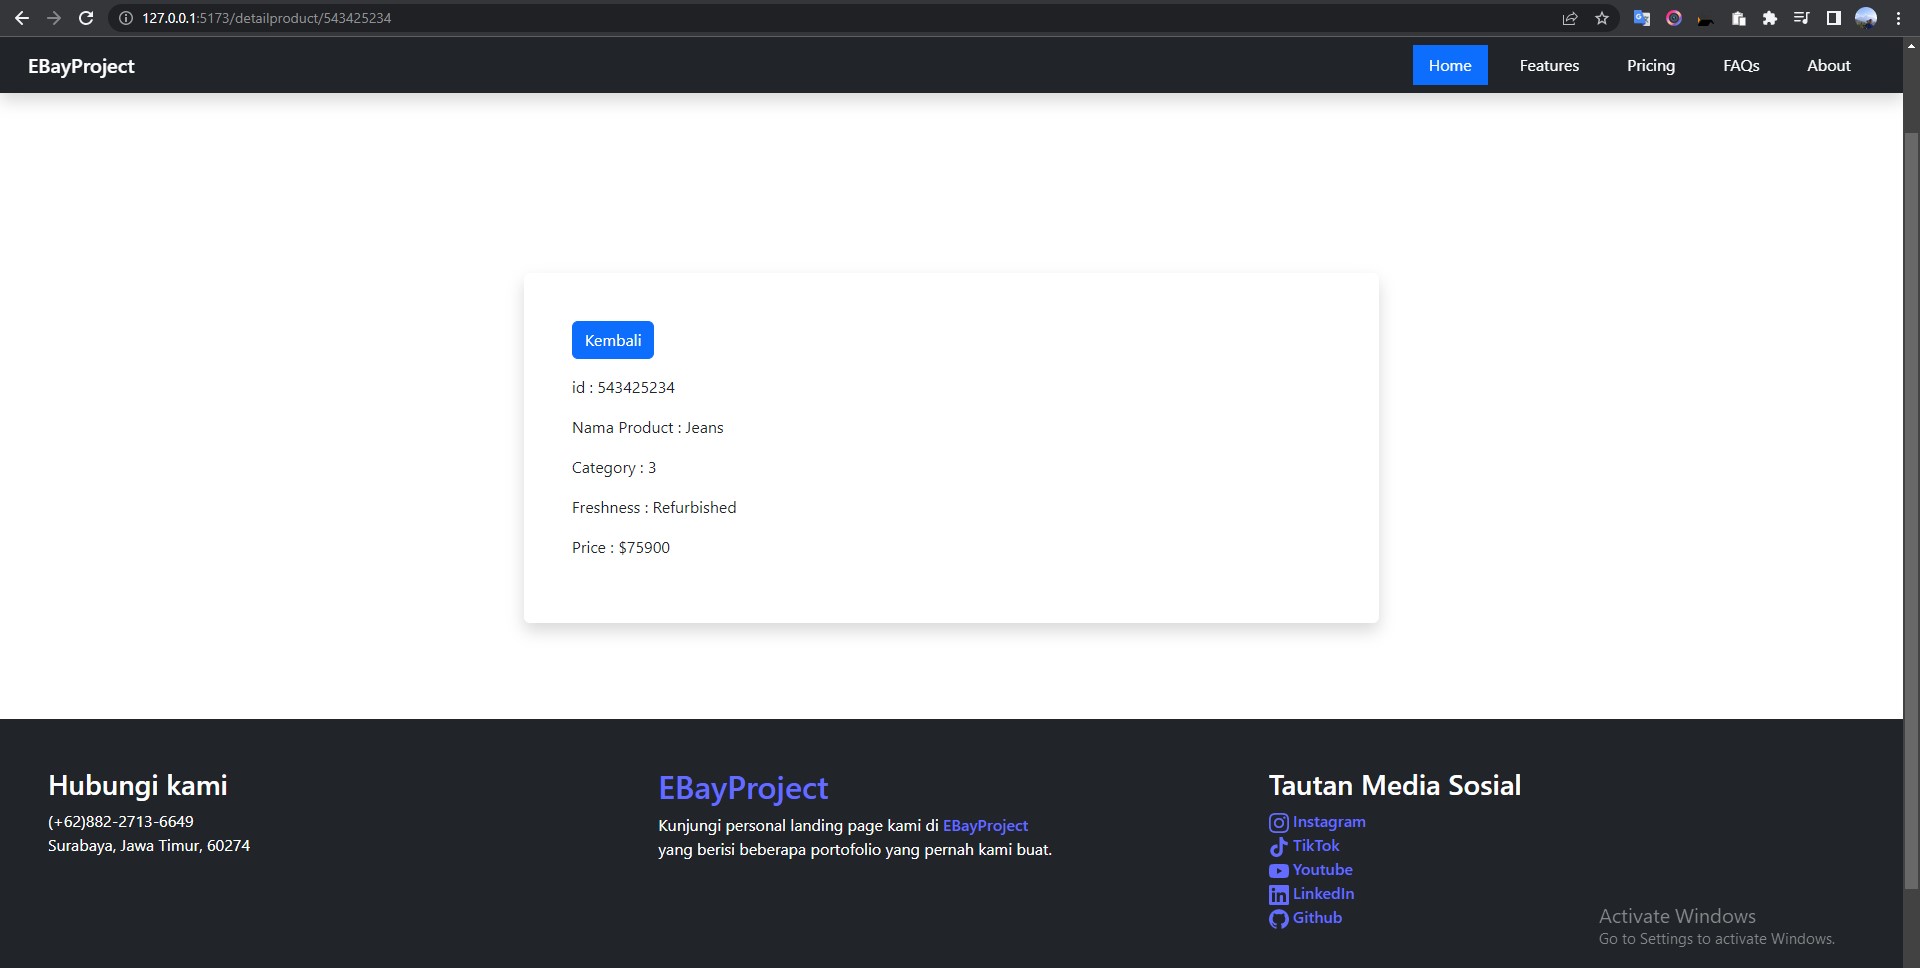 127.0.0.1:5173/detailproduct/543425234
EBayProject
Home Features Pricing FAQs About
Kembali
id : 543425234
Nama Product : Jeans
Category : 3
Freshness : Refurbished
Price : $75900
Hubungi kami
(+62)882-2713-6649
Surabaya, Jawa Timur, 60274
EBayProject
Kunjungi personal landing page kami di EBayProject
yang berisi beberapa portofolio yang pernah kami buat.
Tautan Media Sosial
Instagram
TikTok
Youtube
LinkedIn
Github
Activate Windows
Go to Settings to activate Windows.